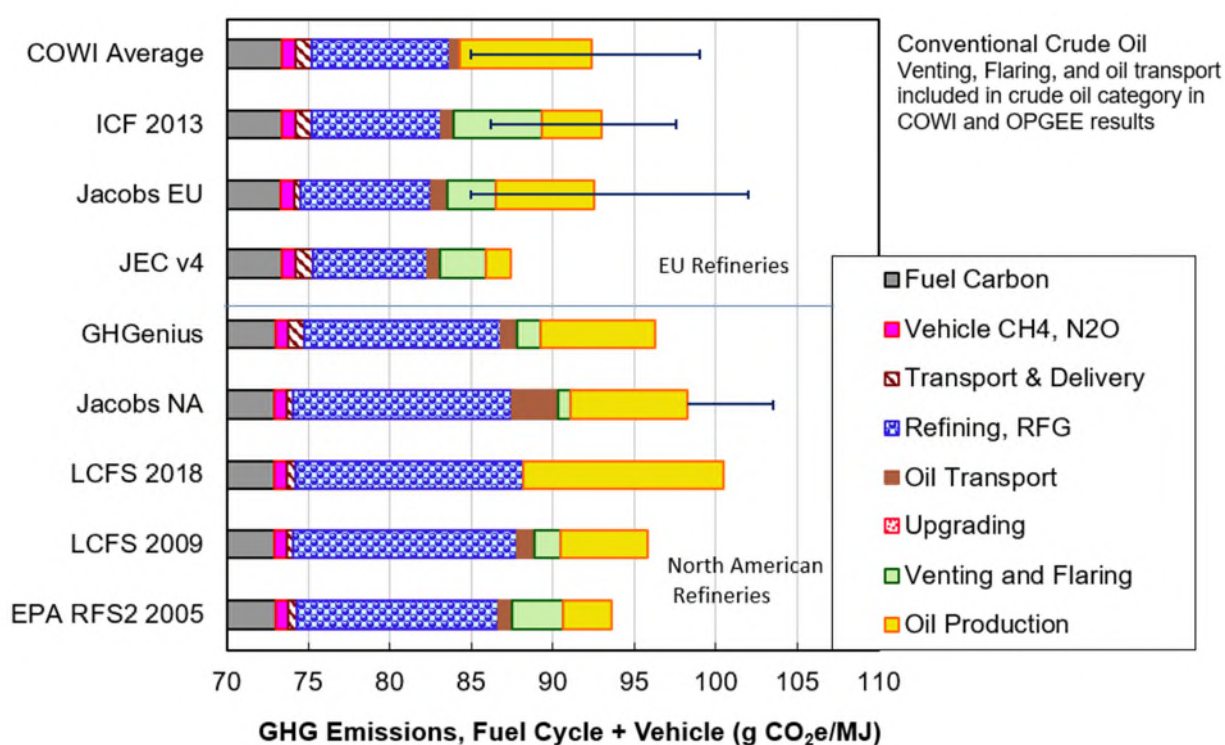 COWI Average
ICF 2013
Jacobs EU
JEC v4
GHGenius
Jacobs NA
LCFS 2018
LCFS 2009
EPA RFS2 2005
Conventional Crude Oil
Venting, Flaring, and oil transport
included in crude oil category in
COWI and OPGEE results
EU Refineries
North American
Refineries
Fuel Carbon
Vehicle CH4, N2O
Transport & Delivery
Refining, RFG
Oil Transport
Upgrading
Venting and Flaring
Oil Production
70 75 80 85 90 95 100 105 110
GHG Emissions, Fuel Cycle + Vehicle (g CO₂e/MJ)